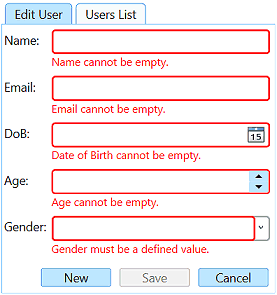 Edit User
Users List
Name:
Name cannot be empty.
Email:
Email cannot be empty.
DoB:
15
Date of Birth cannot be empty.
Age:
Age cannot be empty.
Gender:
Gender must be a defined value.
New
Save
Cancel